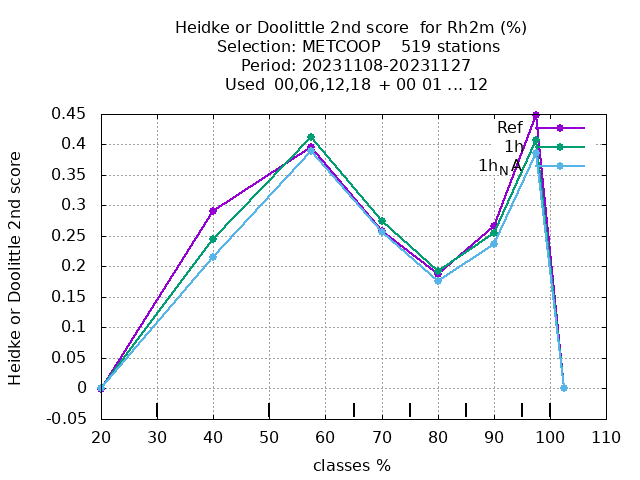 Heidke or Doolittle 2nd score  for Rh2m (%)
Selection: METCOOP    519 stations
Period: 20231108-20231127
Used  00,06,12,18 + 00 01 ... 12
Heidke or Doolittle 2nd score
0.45
0.4
0.35
0.3
0.25
0.2
0.15
0.1
0.05
0
-0.05
Ref
1h
1h_N A
20 30 40 50 60 70 80 90 100 110
classes %